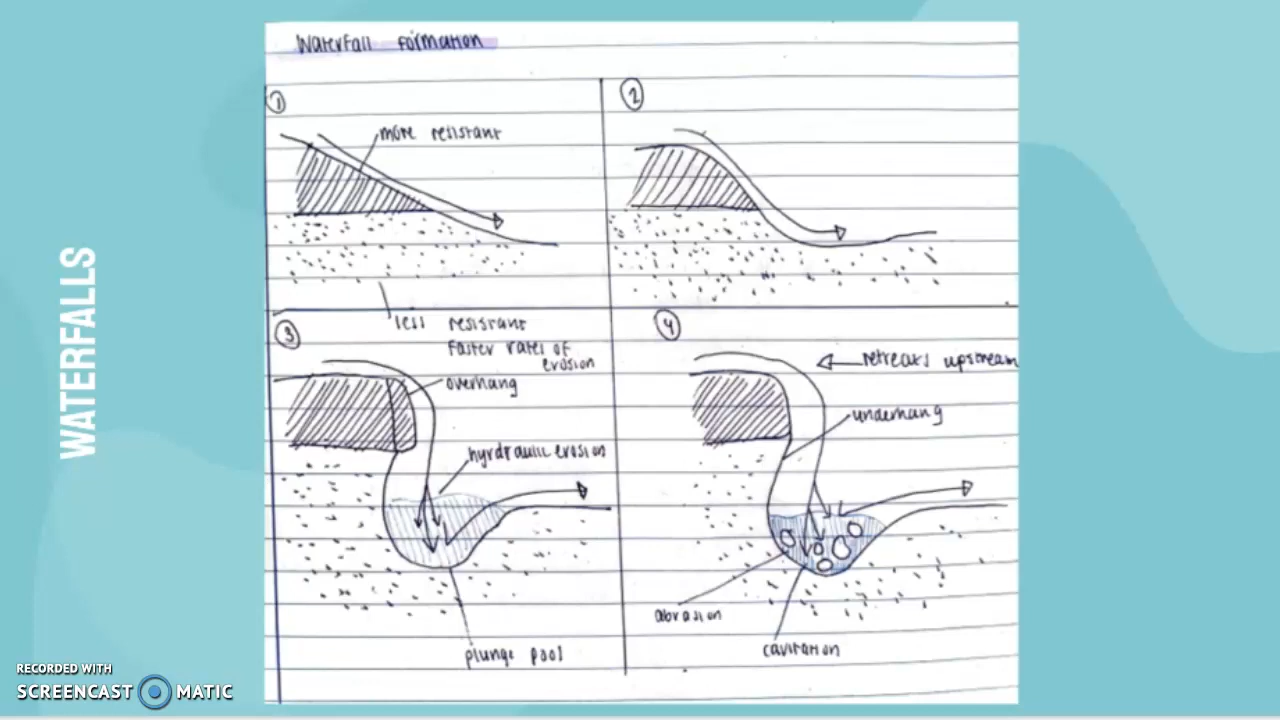 WATERFALLS
Waterfall formation
1
more resistant
less resistant
faster rates of
erosion
2
3
overhang
hyrdraulic erosion
plunge pool
4
retreats upstream
underhang
abrasion
cavitation
RECORDED WITH
SCREENCAST MATIC